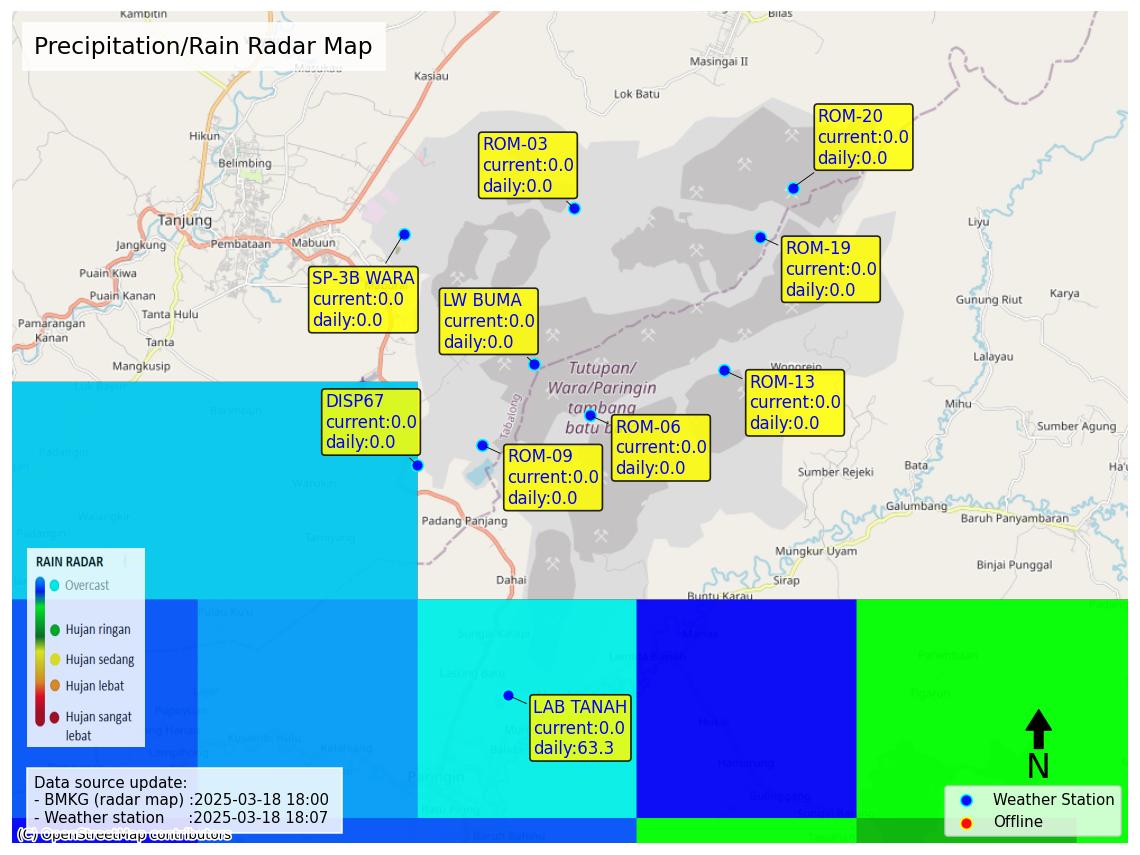 Kambitin
Bilas
Precipitation/Rain Radar Map
Masukau
Kasiau
Masingai II
Lok Batu
ROM-20
current:0.0
daily:0.0
ROM-03
current:0.0
daily:0.0
Hikun
Belimbing
Tanjung
Jangkung
Pembataan
Mabuun
Liyu
ROM-19
current:0.0
daily:0.0
SP-3B WARA
current:0.0
daily:0.0
Puain Kiwa
Puain Kanan
Tanta Hulu
LW BUMA
current:0.0
daily:0.0
Gunung Riut
Karya
Pamarangan
Kanan
Tanta
Mangkusip
Lalayau
Wonorejo
Tutupan/
Wara/Paringin
tambang
batu b
Tabalong
ROM-13
current:0.0
daily:0.0
DISP67
current:0.0
daily:0.0
Mihu
ROM-06
current:0.0
daily:0.0
Sumber Agung
ROM-09
current:0.0
daily:0.0
Sumber Rejeki
Bata
Ha'u
Galumbang
Baruh Panyambaran
Padang Panjang
Mungkur Uyam
Binjai Punggal
Dahai
Sirap
Buntu Karau
RAIN RADAR
Overcast
Hujan ringan
Hujan sedang
Hujan lebat
Hujan sangat
lebat
LAB TANAH
current:0.0
daily:63.3
Paringin
N
Data source update:
- BMKG (radar map) :2025-03-18 18:00
- Weather station :2025-03-18 18:07
Weather Station
Offline
(C) OpenStreetMap contributors